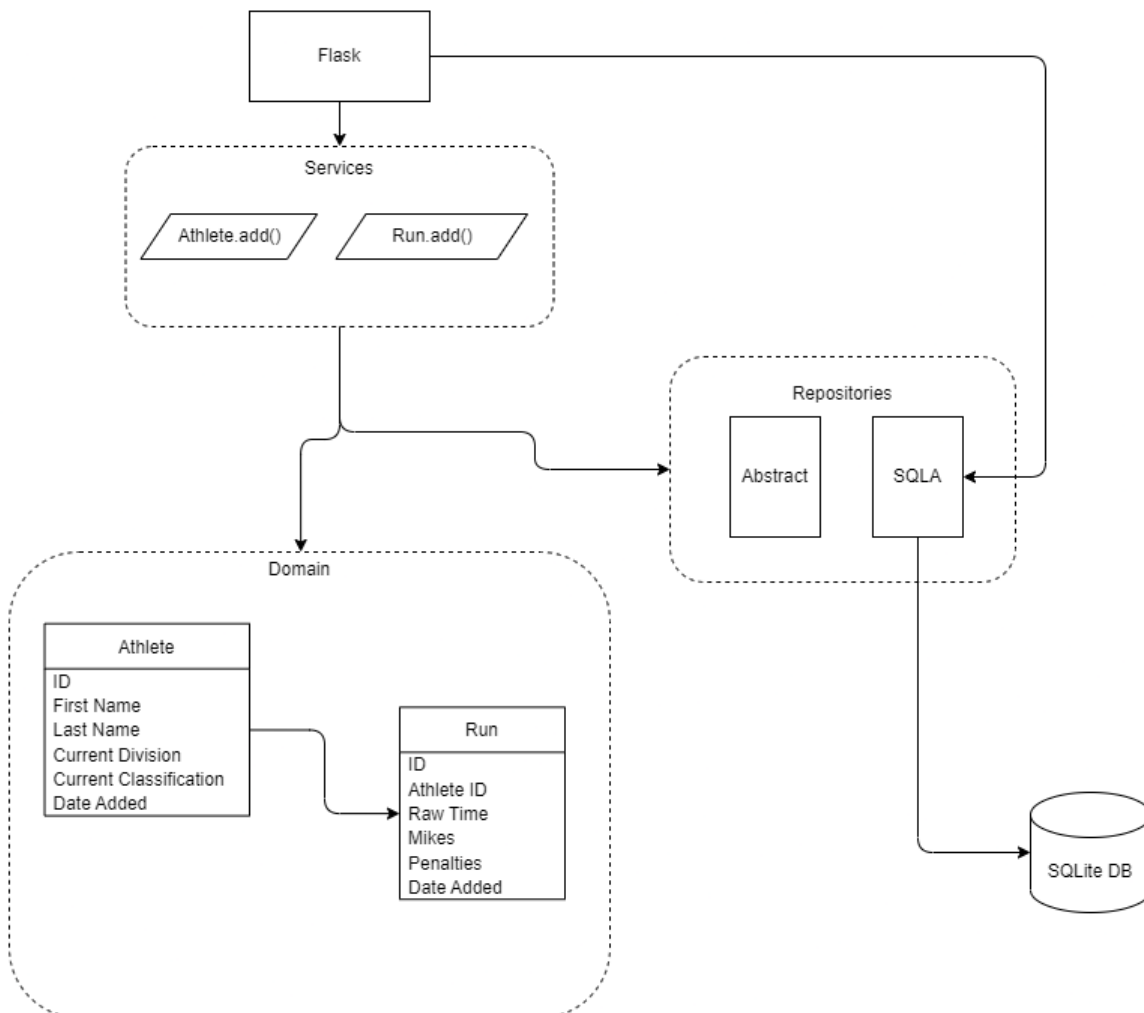 Flask
Services
Athlete.add()
Run.add()
Repositories
Abstract
SQLA
Domain
Athlete
ID
First Name
Last Name
Current Division
Current Classification
Date Added
Run
ID
Athlete ID
Raw Time
Mikes
Penalties
Date Added
SQLite DB